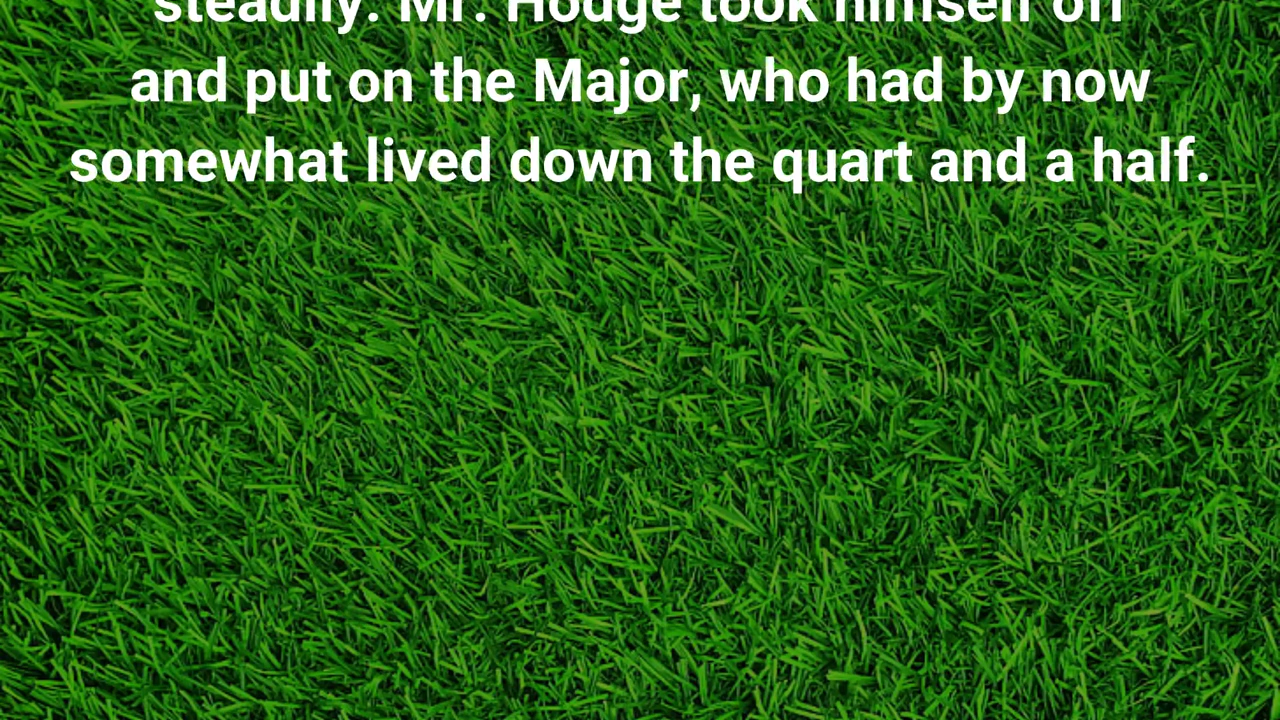 steadily. Mr. Hodge took himself off
and put on the Major, who had by now
somewhat lived down the quart and a half.